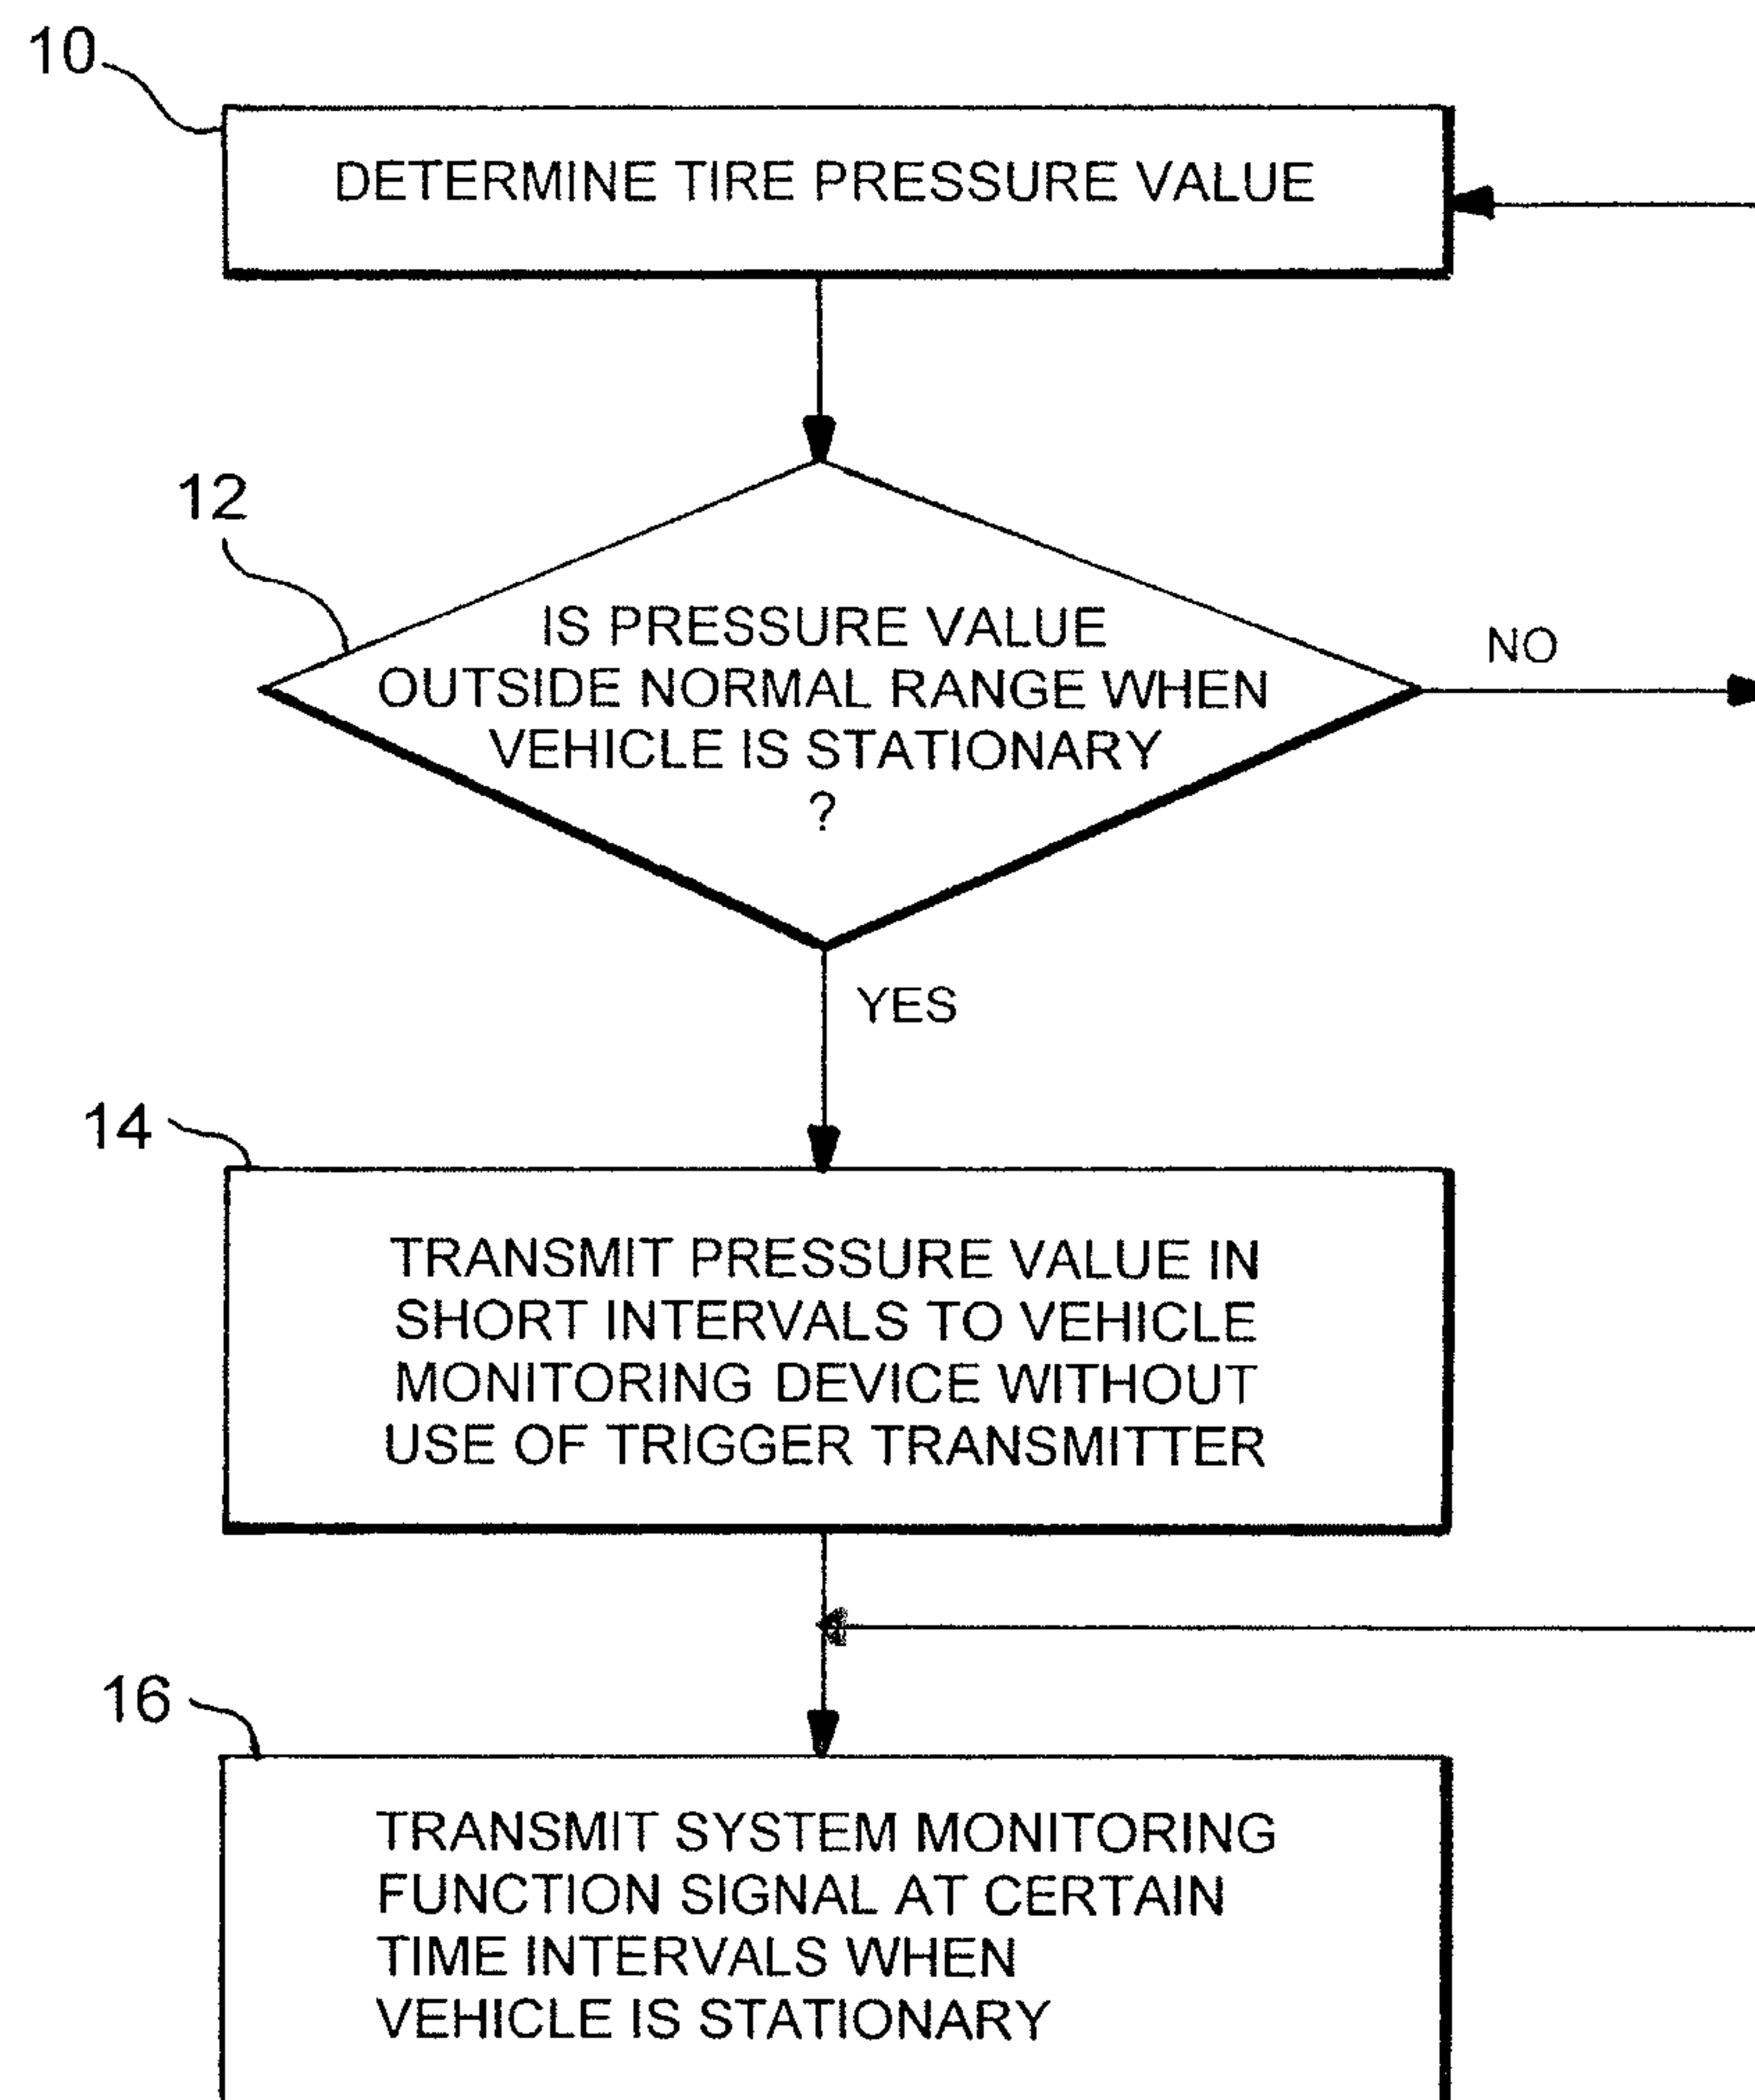 10
DETERMINE TIRE PRESSURE VALUE
12
IS PRESSURE VALUE
OUTSIDE NORMAL RANGE WHEN
VEHICLE IS STATIONARY
?
NO
YES
14
TRANSMIT PRESSURE VALUE IN
SHORT INTERVALS TO VEHICLE
MONITORING DEVICE WITHOUT
USE OF TRIGGER TRANSMITTER
16
TRANSMIT SYSTEM MONITORING
FUNCTION SIGNAL AT CERTAIN
TIME INTERVALS WHEN
VEHICLE IS STATIONARY